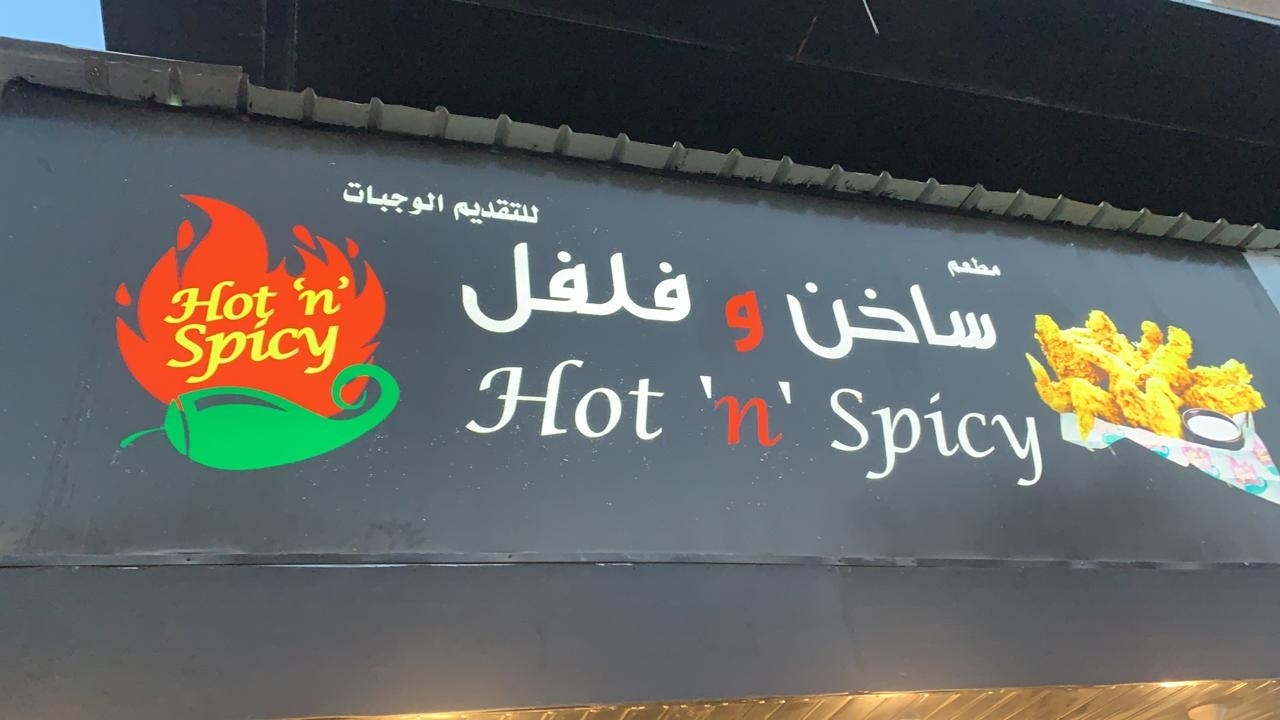 مطعم
ساخن و فلفل
للتقديم الوجبات
Hot 'n' Spicy
Hot 'n'
Spicy